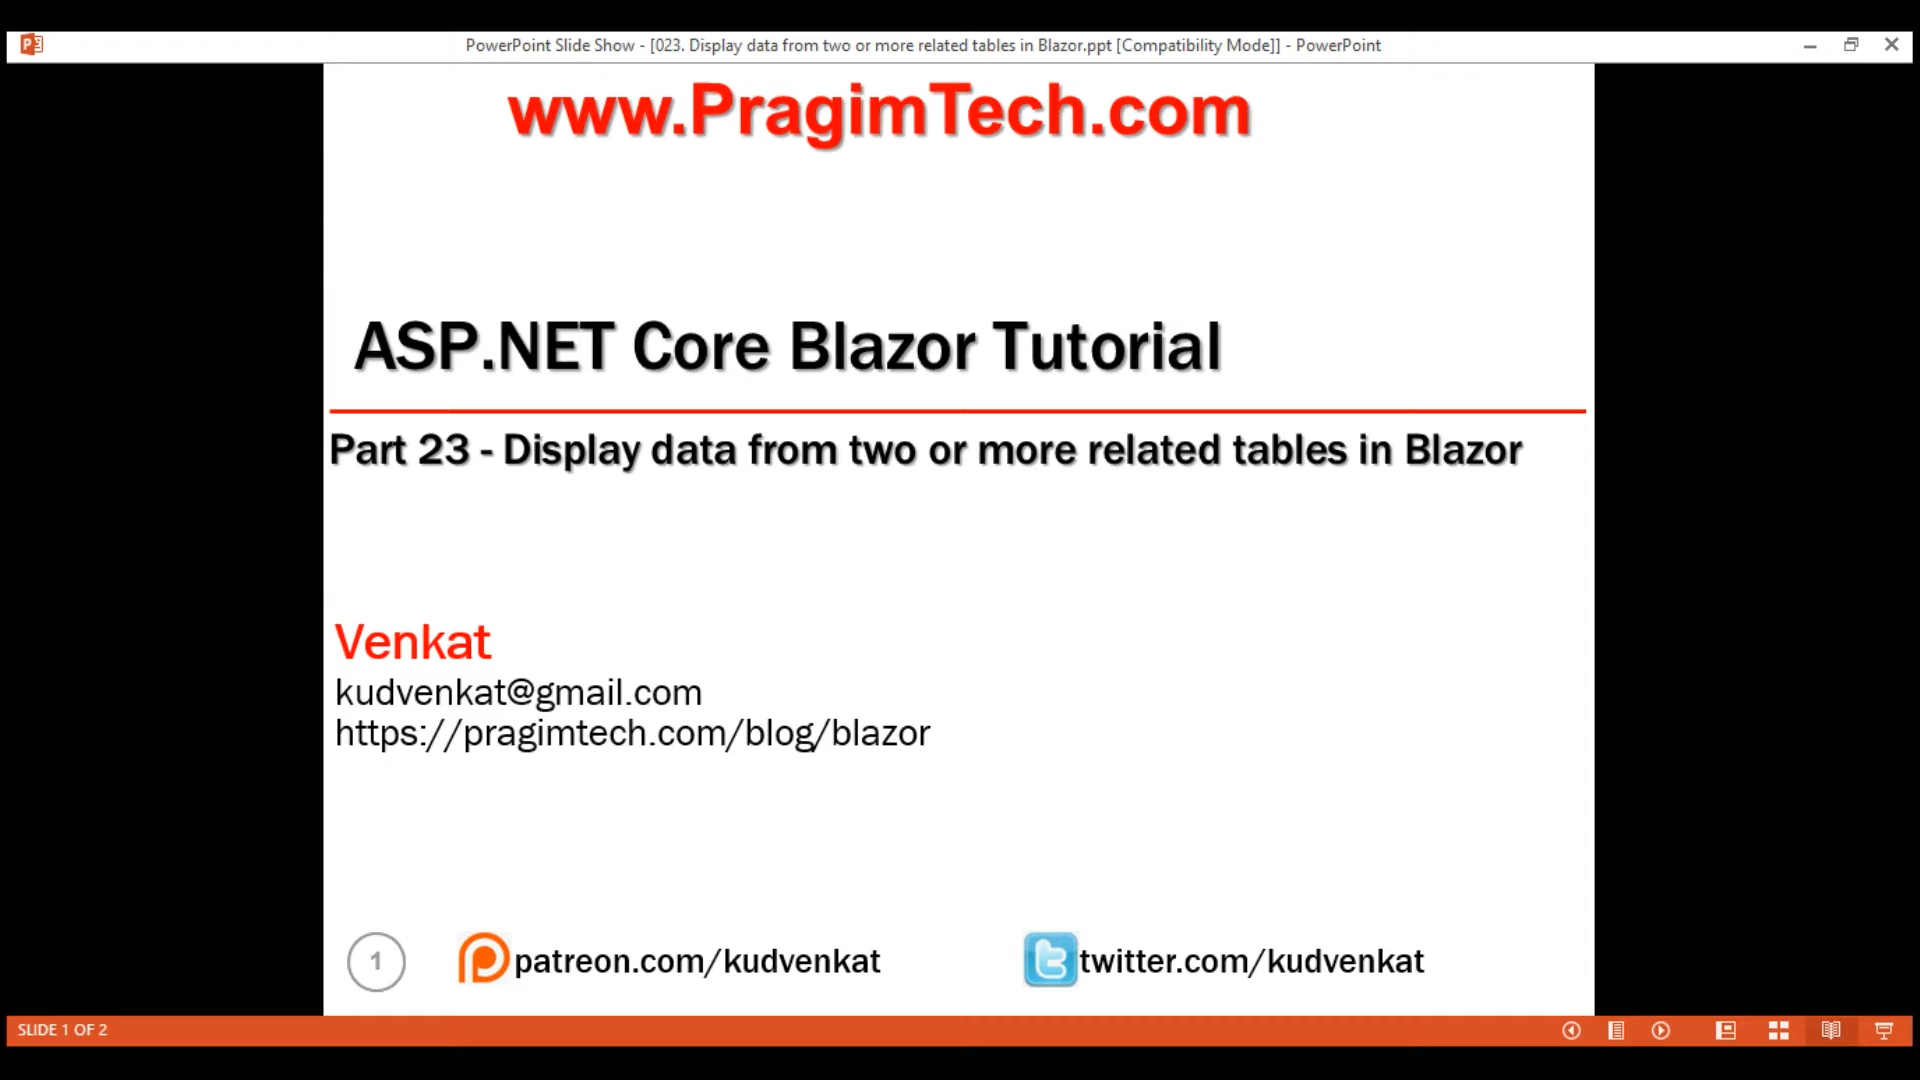 PowerPoint Slide Show - [023. Display data from two or more related tables in Blazor.ppt [Compatibility Mode]] - PowerPoint
www.PragimTech.com
ASP.NET Core Blazor Tutorial
Part 23 - Display data from two or more related tables in Blazor
Venkat
kudvenkat@gmail.com
https://pragimtech.com/blog/blazor
1
patreon.com/kudvenkat
twitter.com/kudvenkat
SLIDE 1 OF 2